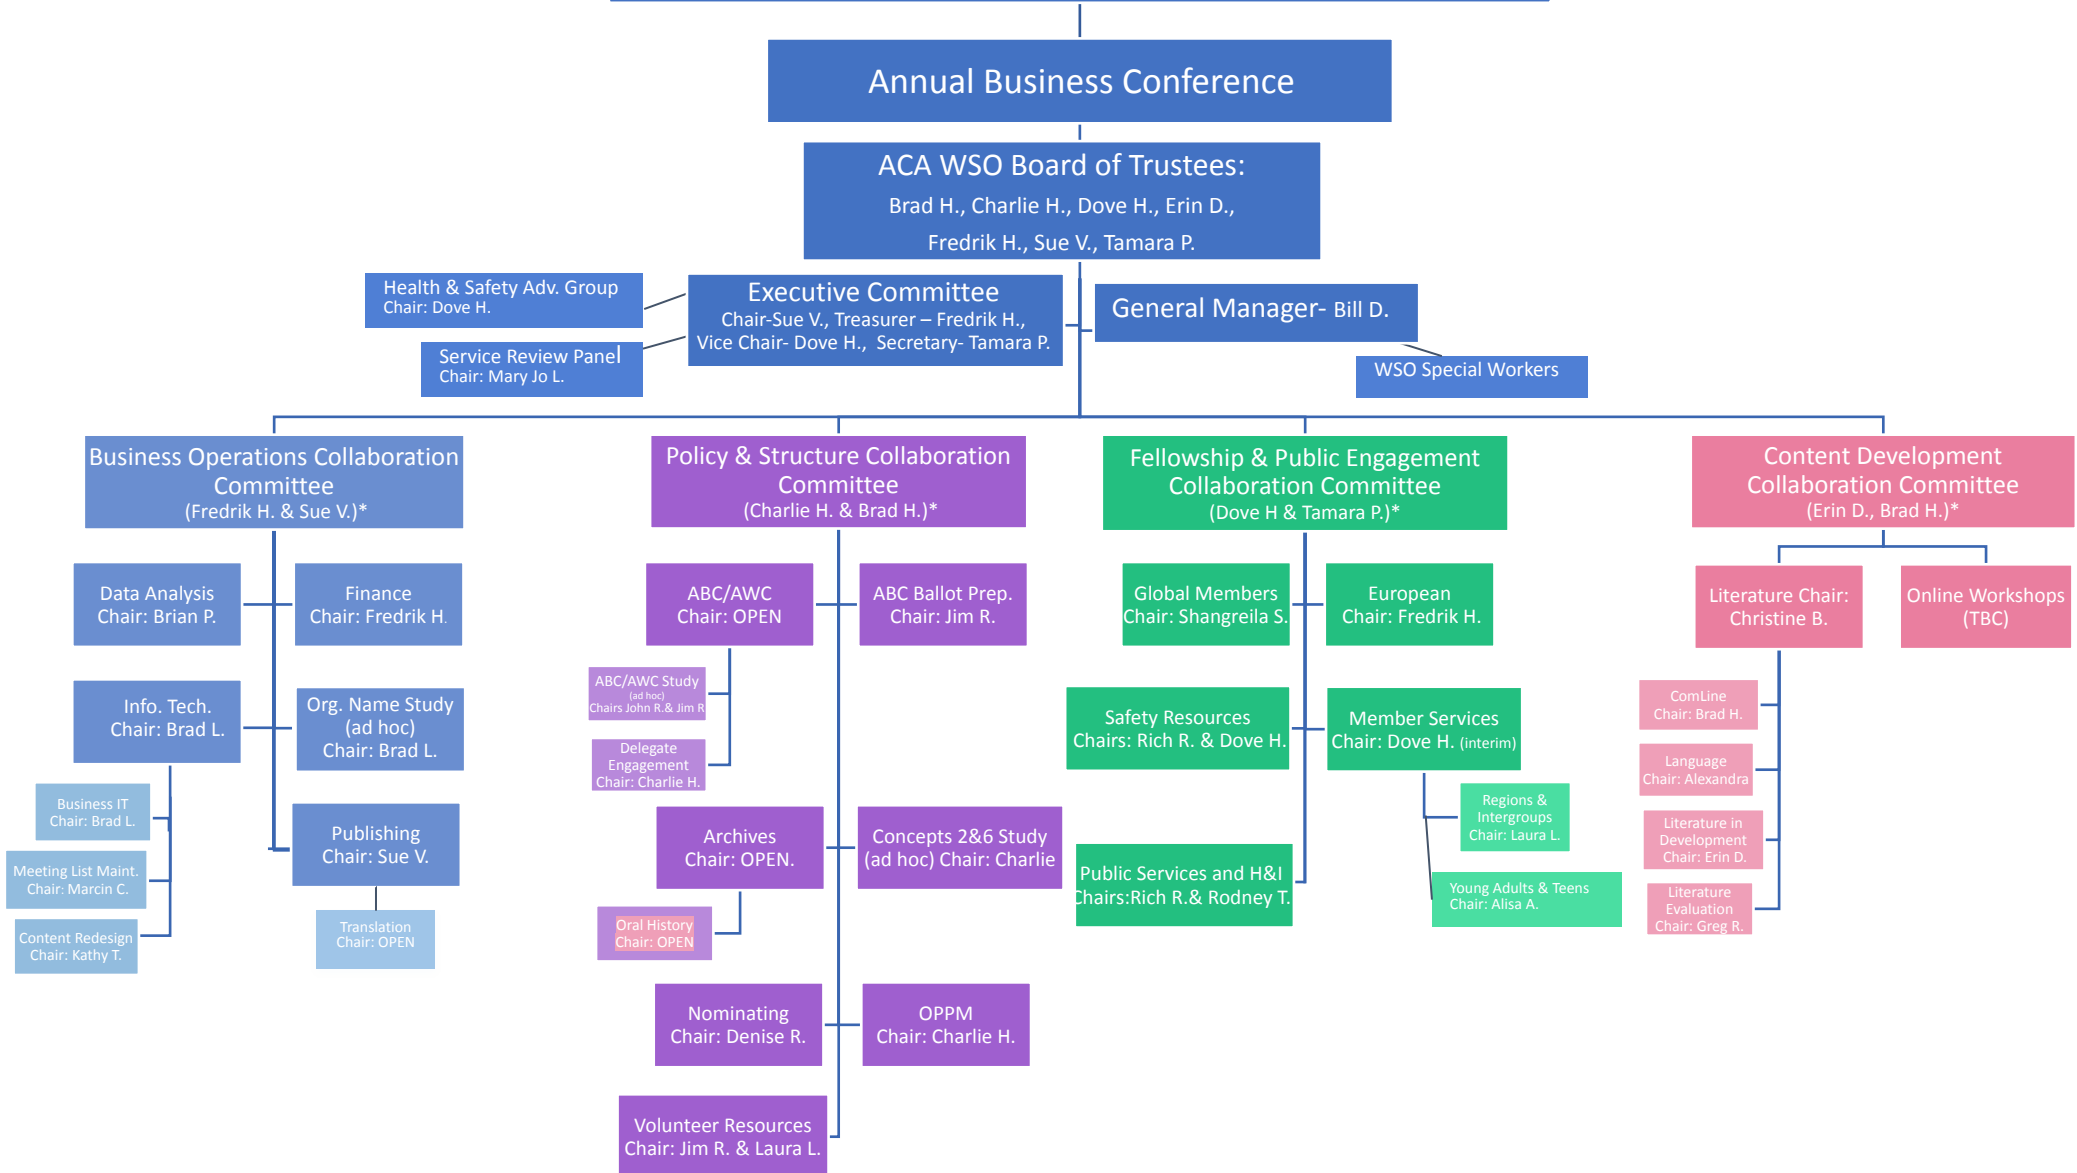 Annual Business Conference
ACA WSO Board of Trustees:
Brad H., Charlie H., Dove H., Erin D.,
Fredrik H., Sue V., Tamara P.
Health & Safety Adv. Group
Chair: Dove H.
Executive Committee
Chair-Sue V., Treasurer – Fredrik H.,
Vice Chair- Dove H., Secretary- Tamara P.
General Manager- Bill D.
Service Review Panel
Chair: Mary Jo L.
WSO Special Workers
Business Operations Collaboration
Committee
(Fredrik H. & Sue V.)*
Data Analysis
Chair: Brian P.
Finance
Chair: Fredrik H.
Info. Tech.
Chair: Brad L.
Org. Name Study
(ad hoc)
Chair: Brad L.
Business IT
Chair: Brad L.
Meeting List Maint.
Chair: Marcin C.
Content Redesign
Chair: Kathy T.
Publishing
Chair: Sue V.
Translation
Chair: OPEN
Policy & Structure Collaboration
Committee
(Charlie H. & Brad H.)*
ABC/AWC
Chair: OPEN
ABC Ballot Prep.
Chair: Jim R.
ABC/AWC Study
(ad hoc)
Chairs John R.& Jim R
Delegate
Engagement
Chair: Charlie H.
Archives
Chair: OPEN.
Concepts 2&6 Study
(ad hoc) Chair: Charlie
Oral History
Chair: OPEN
Nominating
Chair: Denise R.
OPPM
Chair: Charlie H.
Volunteer Resources
Chair: Jim R. & Laura L.
Fellowship & Public Engagement
Collaboration Committee
(Dove H & Tamara P.)*
Global Members
Chair: Shangreila S.
European
Chair: Fredrik H.
Safety Resources
Chairs: Rich R. & Dove H.
Member Services
Chair: Dove H. (interim)
Regions &
Intergroups
Chair: Laura L.
Young Adults & Teens
Chair: Alisa A.
Public Services and H&I
Chairs:Rich R.& Rodney T.
Content Development
Collaboration Committee
(Erin D., Brad H.)*
Literature Chair:
Christine B.
Online Workshops
(TBC)
ComLine
Chair: Brad H.
Language
Chair: Alexandra
Literature in
Development
Chair: Erin D.
Literature
Evaluation
Chair: Greg R.